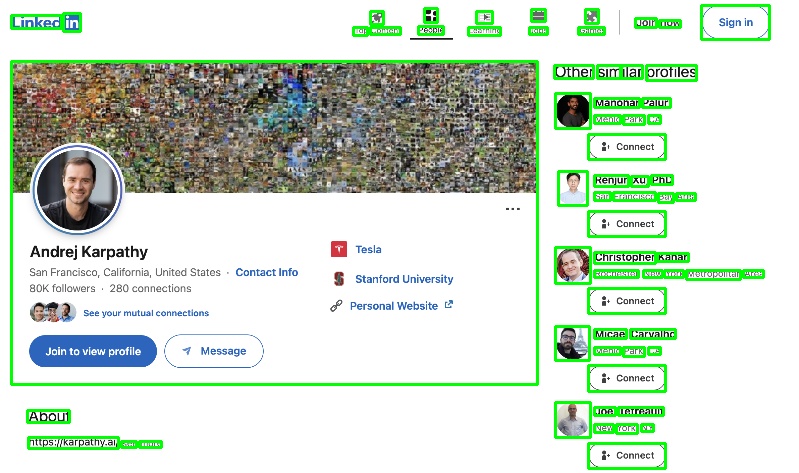 LinkedIn
Top Content
People
Learning
Jobs
Games
Join now
Sign in
Andrej Karpathy
San Francisco, California, United States · Contact Info
80K followers · 280 connections
See your mutual connections
Join to view profile
Message
Tesla
Stanford University
Personal Website
About
https://karpathy.ai/
Other similar profiles
Manohar Paluri
Menlo Park, CA
Connect
Renjun Xu, PhD
San Francisco Bay Area
Connect
Christopher Kanan
Rochester, New York Metropolitan Area
Connect
Micael Carvalho
Menlo Park, CA
Connect
Joel Tetreault
New York, NY
Connect